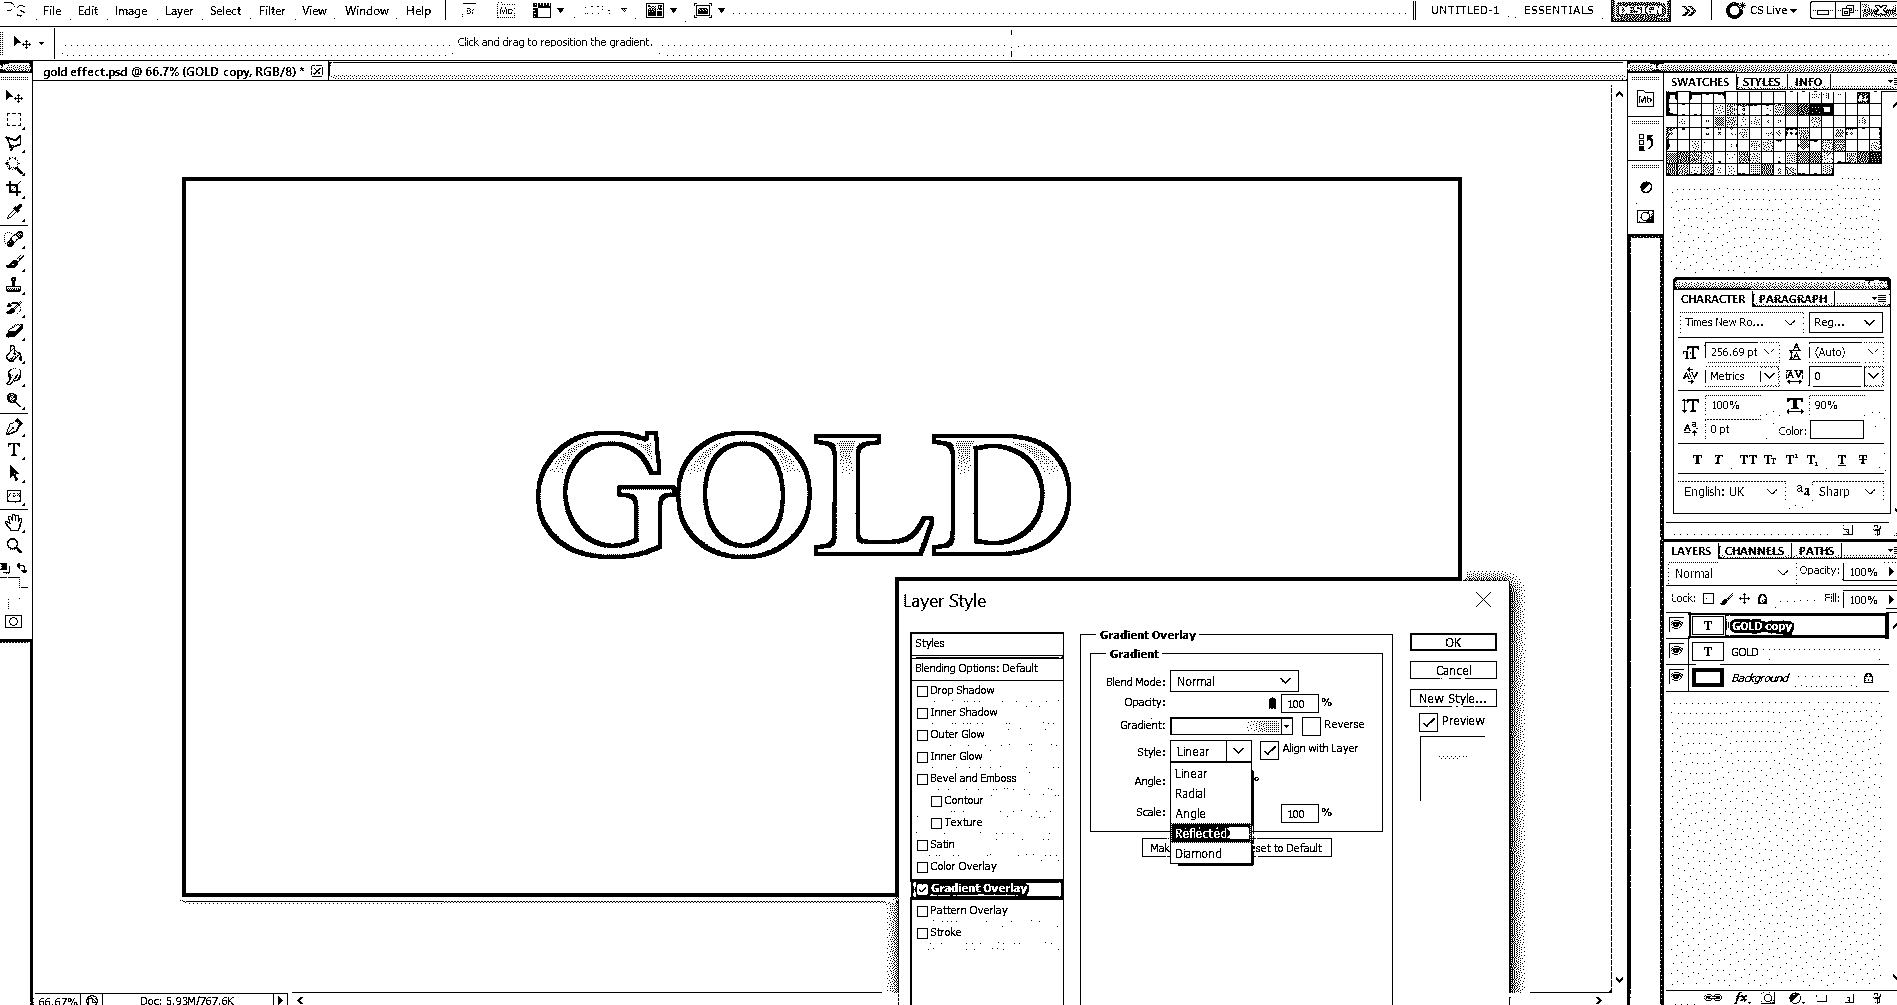 File Edit Image Layer Select Filter View Window Help Br Mb UNTITLED-1 ESSENTIALS DESIGN CS Live
Click and drag to reposition the gradient.
gold effect.psd @ 66.7% (GOLD copy, RGB/8) *
SWATCHES STYLES INFO
Mb
CHARACTER PARAGRAPH
Times New Ro... Reg...
256.69 pt (Auto)
Metrics 0
100% 90%
0 pt Color:
English: UK Sharp
GOLD
LAYERS CHANNELS PATHS
Normal Opacity: 100%
Lock: Fill: 100%
GOLD copy
GOLD
Background
Layer Style
Styles
Blending Options: Default
Drop Shadow
Inner Shadow
Outer Glow
Inner Glow
Bevel and Emboss
Contour
Texture
Satin
Color Overlay
Gradient Overlay
Pattern Overlay
Stroke
Gradient Overlay
Gradient
Blend Mode: Normal
Opacity: 100 %
Gradient: Reverse
Style: Linear Align with Layer
Linear
Radial
Angle
Reflected
Diamond
Angle: °
Scale: 100 %
Mak set to Default
OK
Cancel
New Style...
Preview
66.67% Doc: 5.93M/767.6K